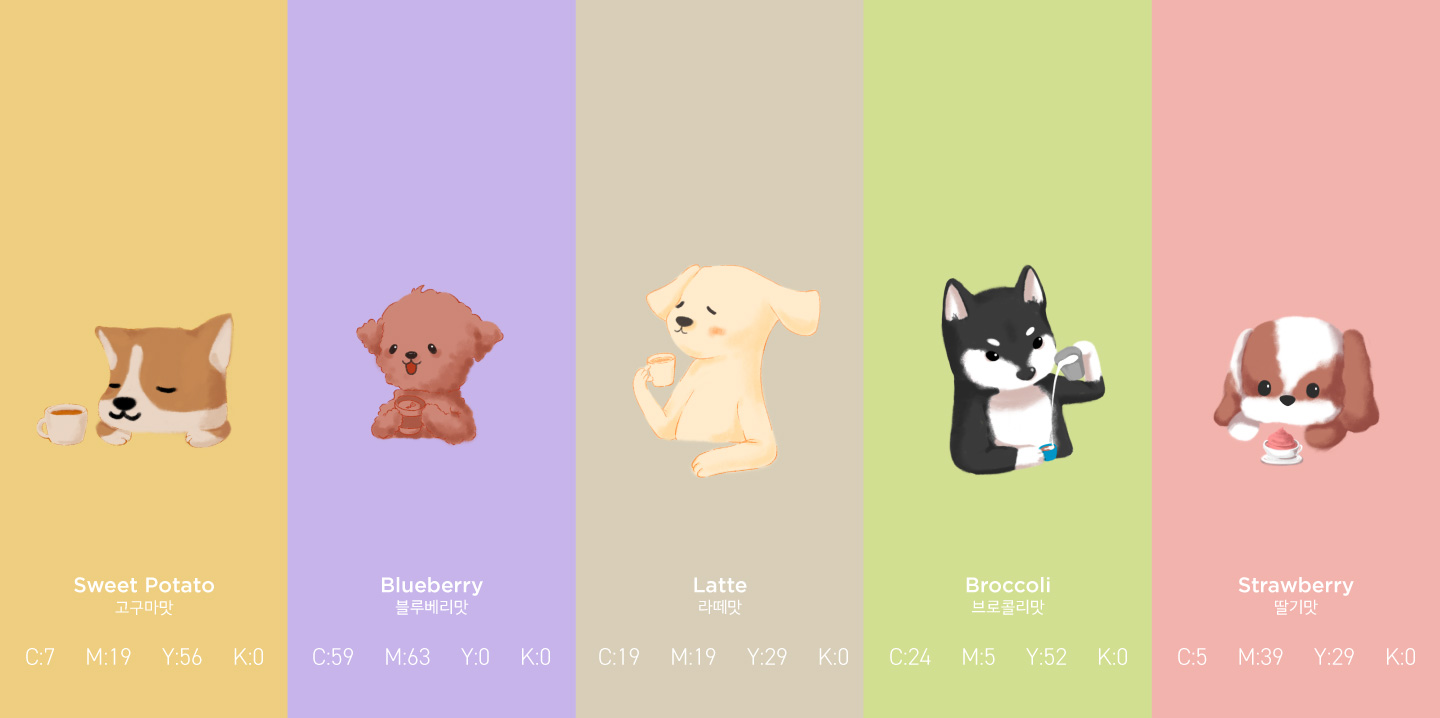 Sweet Potato
고구마맛
C:7 M:19 Y:56 K:0
Blueberry
블루베리맛
C:59 M:63 Y:0 K:0
Latte
라떼맛
C:19 M:19 Y:29 K:0
Broccoli
브로콜리맛
C:24 M:5 Y:52 K:0
Strawberry
딸기맛
C:5 M:39 Y:29 K:0